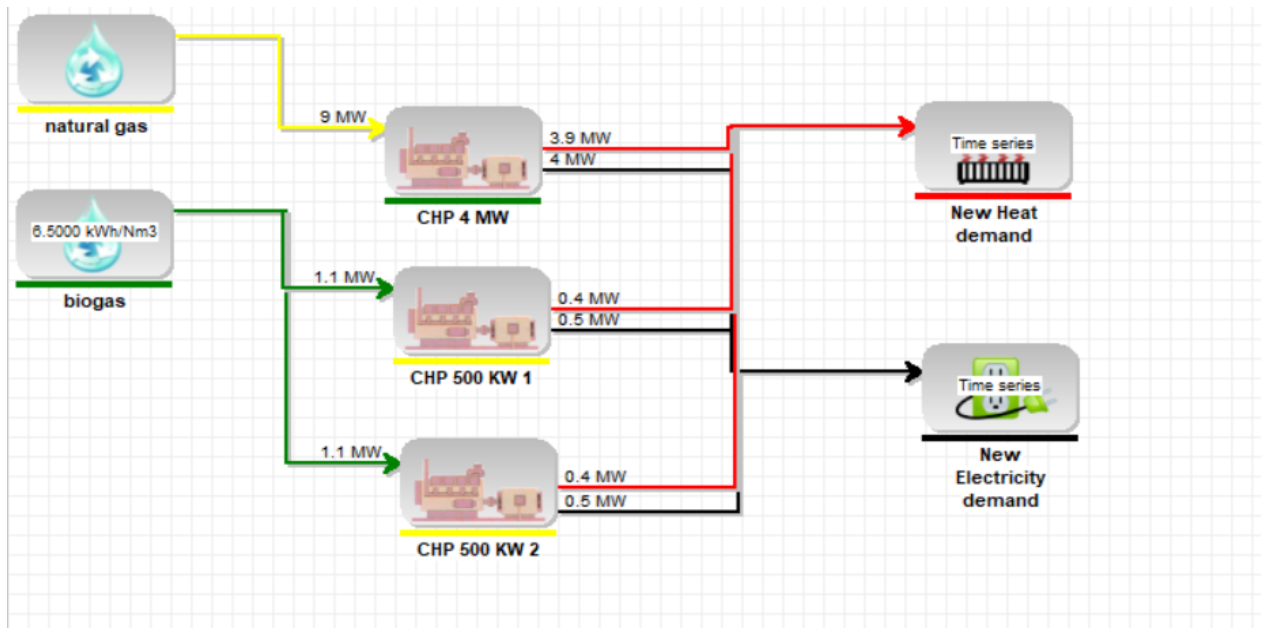 natural gas
9 MW
3.9 MW
4 MW
CHP 4 MW
Time series
New Heat
demand
6.5000 kWh/Nm3
biogas
1.1 MW
0.4 MW
0.5 MW
CHP 500 KW 1
Time series
New
Electricity
demand
1.1 MW
0.4 MW
0.5 MW
CHP 500 KW 2